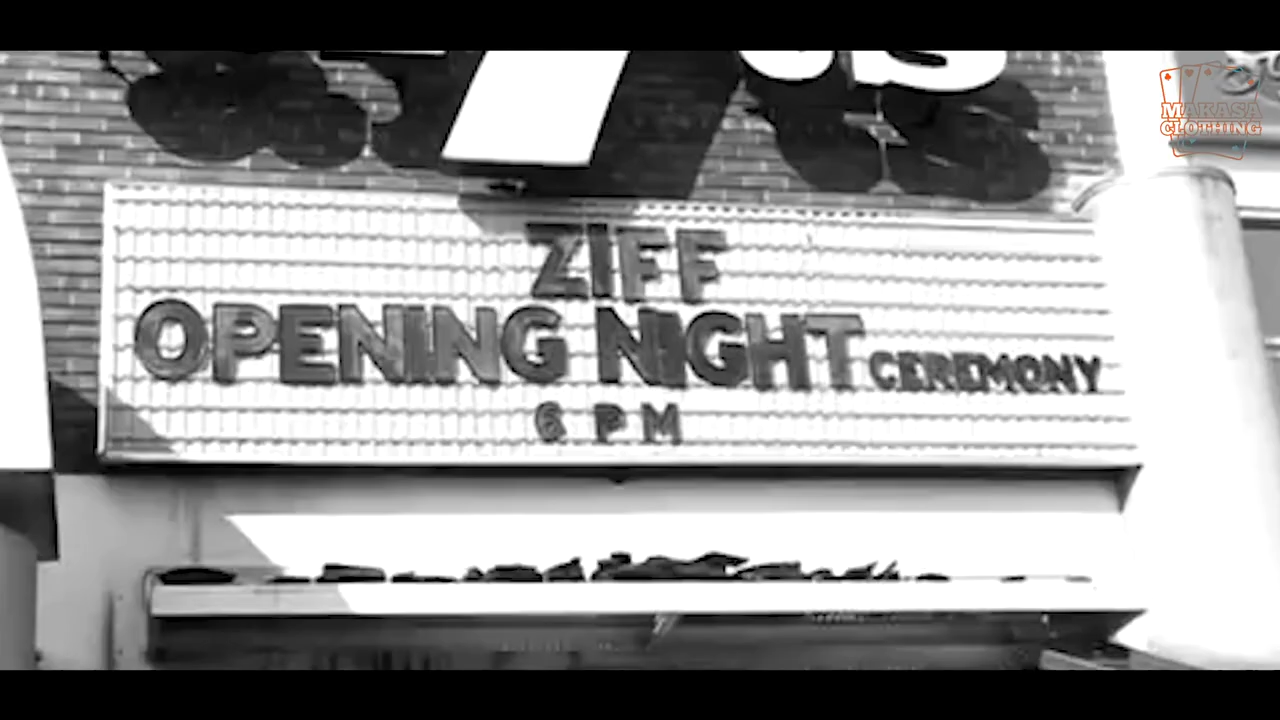 ZIFF
OPENING NIGHT CEREMONY
6 PM
MAKASA
CLOTHING